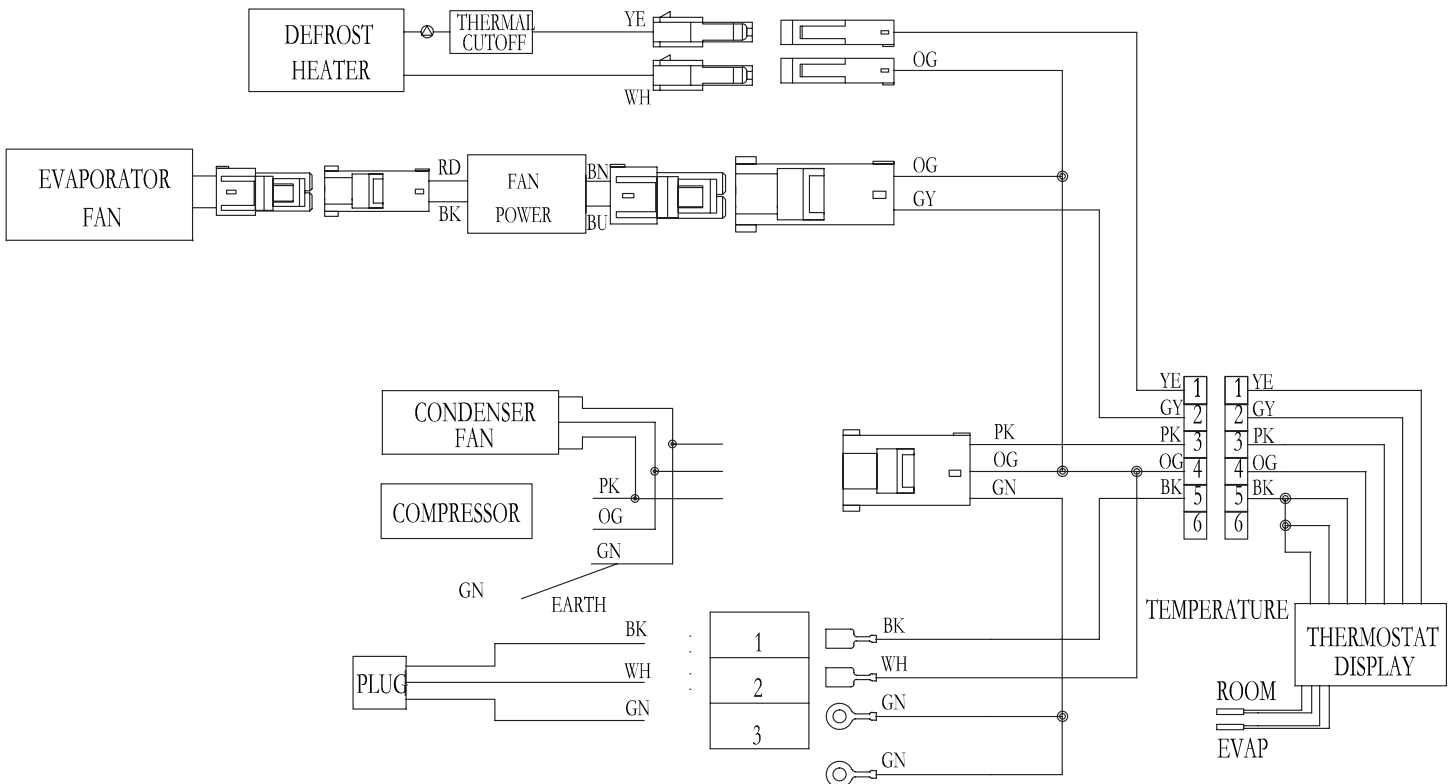 DEFROST
HEATER
THERMAL
CUTOFF
YE
WH
OG
EVAPORATOR
FAN
RD
BK
FAN
POWER
BN
BU
OG
GY
CONDENSER
FAN
COMPRESSOR
PK
OG
GN
GN
EARTH
PK
OG
GN
YE
GY
PK
OG
BK
1
2
3
4
5
6
1
2
3
4
5
6
YE
GY
PK
OG
BK
TEMPERATURE
THERMOSTAT
DISPLAY
ROOM
EVAP
PLUG
BK
WH
GN
1
2
3
BK
WH
GN
GN